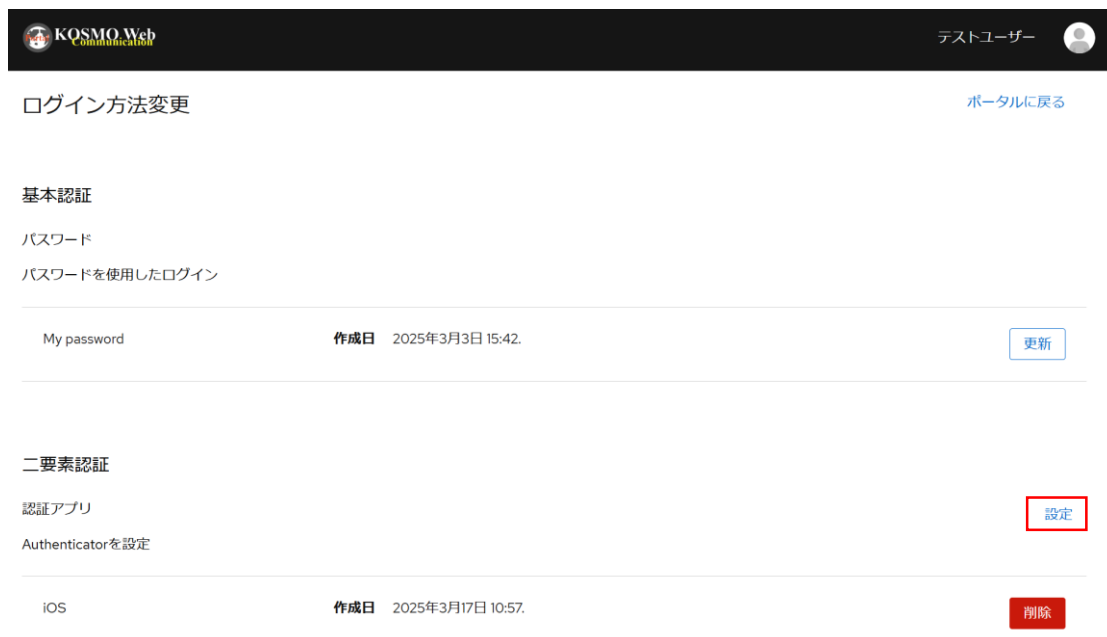 Portal KOSMO Web
Communication
テストユーザー
ログイン方法変更 ポータルに戻る
基本認証
パスワード
パスワードを使用したログイン
My password 作成日 2025年3月3日 15:42. 更新
二要素認証
認証アプリ 設定
Authenticatorを設定
iOS 作成日 2025年3月17日 10:57. 削除